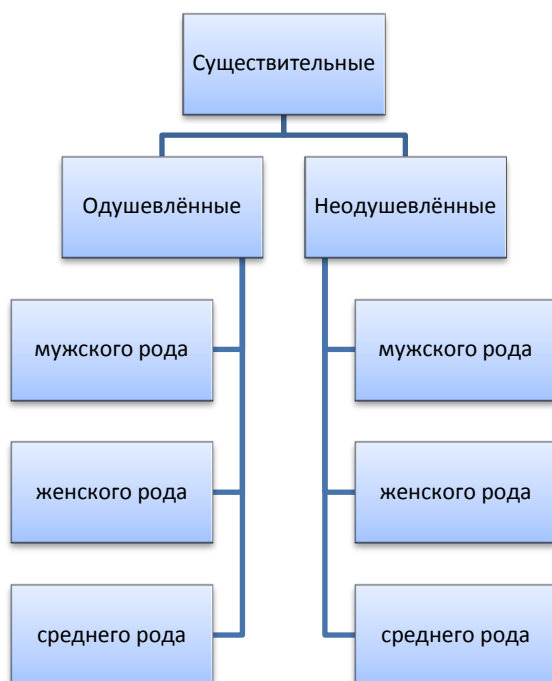 Существительные
Одушевлённые
Неодушевлённые
мужского рода
мужского рода
женского рода
женского рода
среднего рода
среднего рода